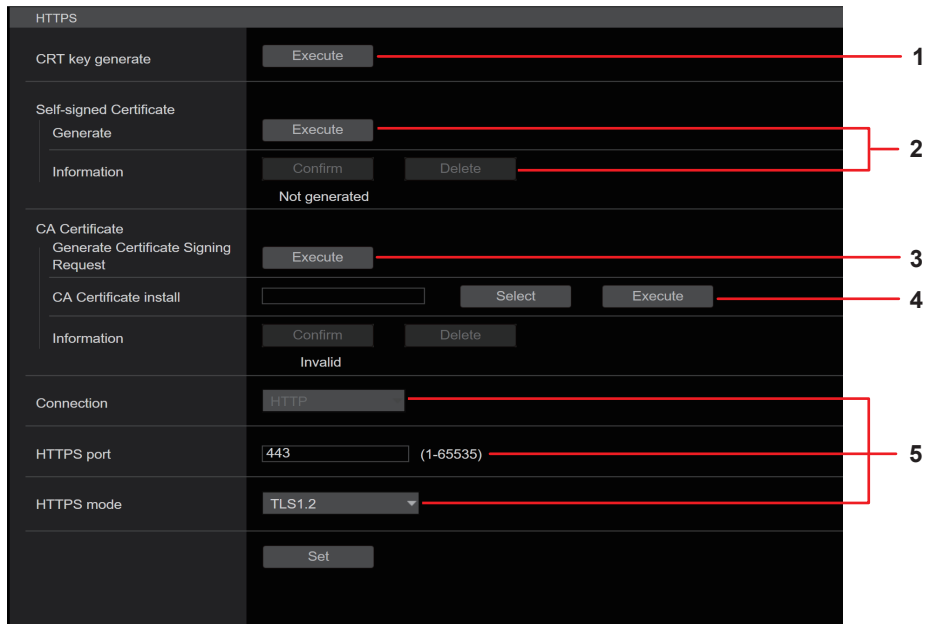 HTTPS
CRT key generate
Execute
1
Self-signed Certificate
Generate
Execute
2
Information
Confirm
Delete
Not generated
CA Certificate
Generate Certificate Signing
Request
Execute
3
CA Certificate install
Select
Execute
4
Information
Confirm
Delete
Invalid
Connection
HTTP
HTTPS port
443
(1-65535)
5
HTTPS mode
TLS1.2
Set